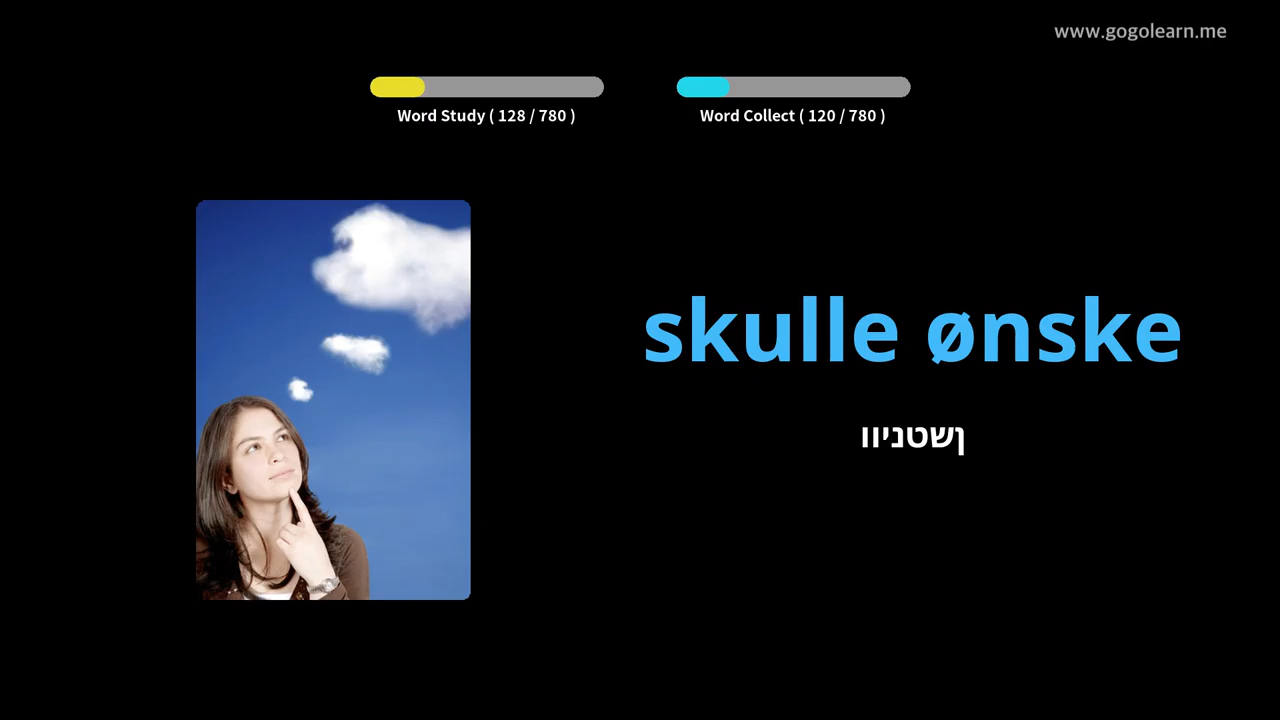 www.gogolearn.me
Word Study ( 128 / 780 )
Word Collect ( 120 / 780 )
skulle ønske
ןשטניוו